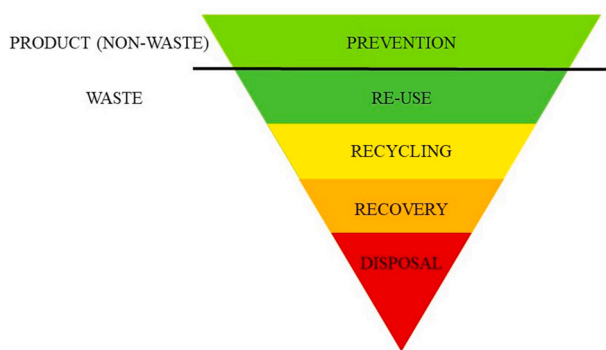 PRODUCT (NON-WASTE) PREVENTION
WASTE RE-USE
RECYCLING
RECOVERY
DISPOSAL